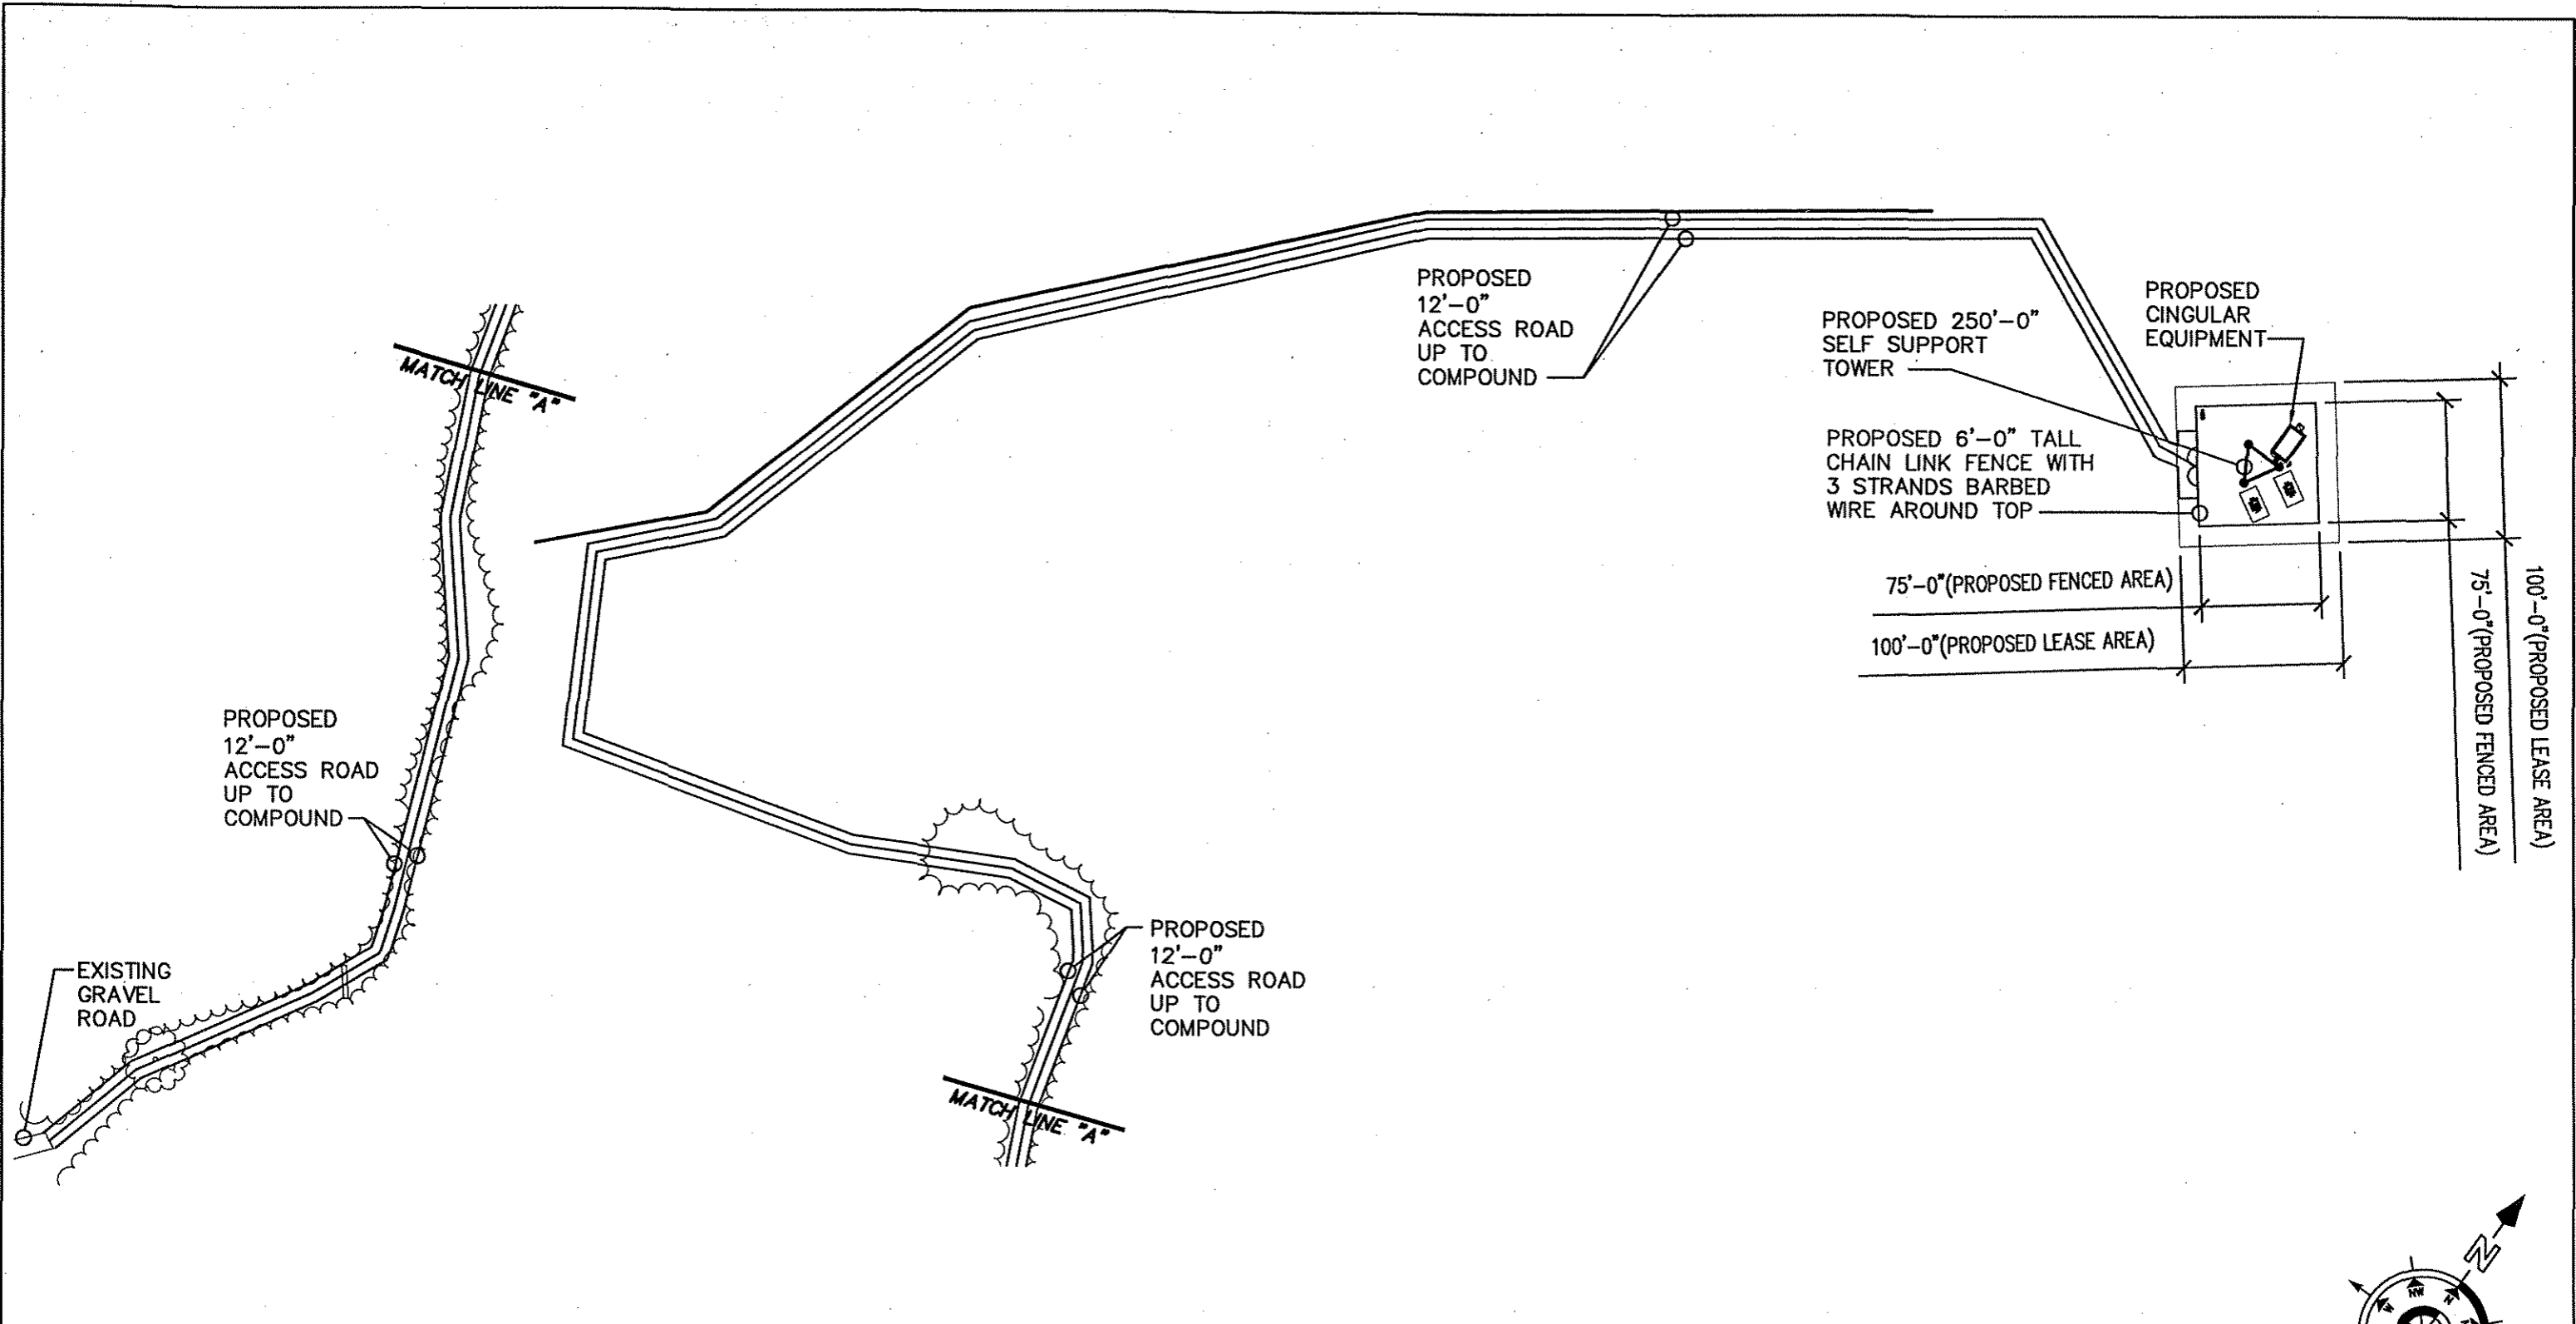 PROPOSED
12'-0"
ACCESS ROAD
UP TO
COMPOUND
PROPOSED 250'-0"
SELF SUPPORT
TOWER
PROPOSED
CINGULAR
EQUIPMENT
MATCH LINE "A"
PROPOSED 6'-0" TALL
CHAIN LINK FENCE WITH
3 STRANDS BARBED
WIRE AROUND TOP
75'-0"(PROPOSED FENCED AREA)
100'-0"(PROPOSED LEASE AREA)
75'-0"(PROPOSED FENCED AREA)
100'-0"(PROPOSED LEASE AREA)
PROPOSED
12'-0"
ACCESS ROAD
UP TO
COMPOUND
EXISTING
GRAVEL
ROAD
PROPOSED
12'-0"
ACCESS ROAD
UP TO
COMPOUND
MATCH LINE "A"
N
NW
N
W